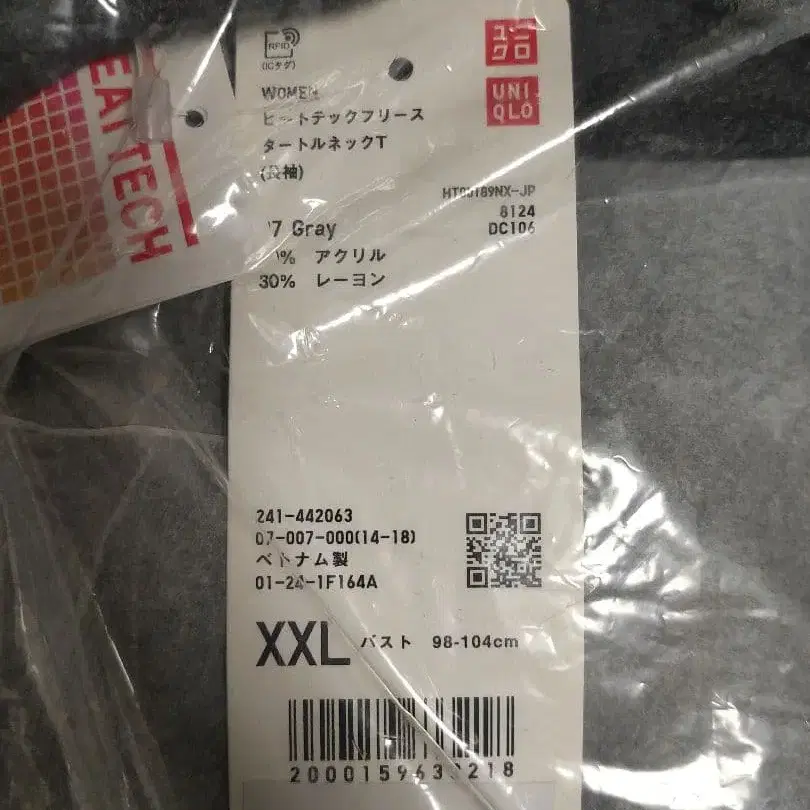 RFID
(ICタグ)
ユニクロ
UNI
QLO
WOMEN
ヒートテックフリース
タートルネックT
(長袖)
8124
DC106
Gray
アクリル
30% レーヨン
241-442063
07-007-000(14-18)
ベトナム製
01-24-1F164A
XXL バスト 98-104cm